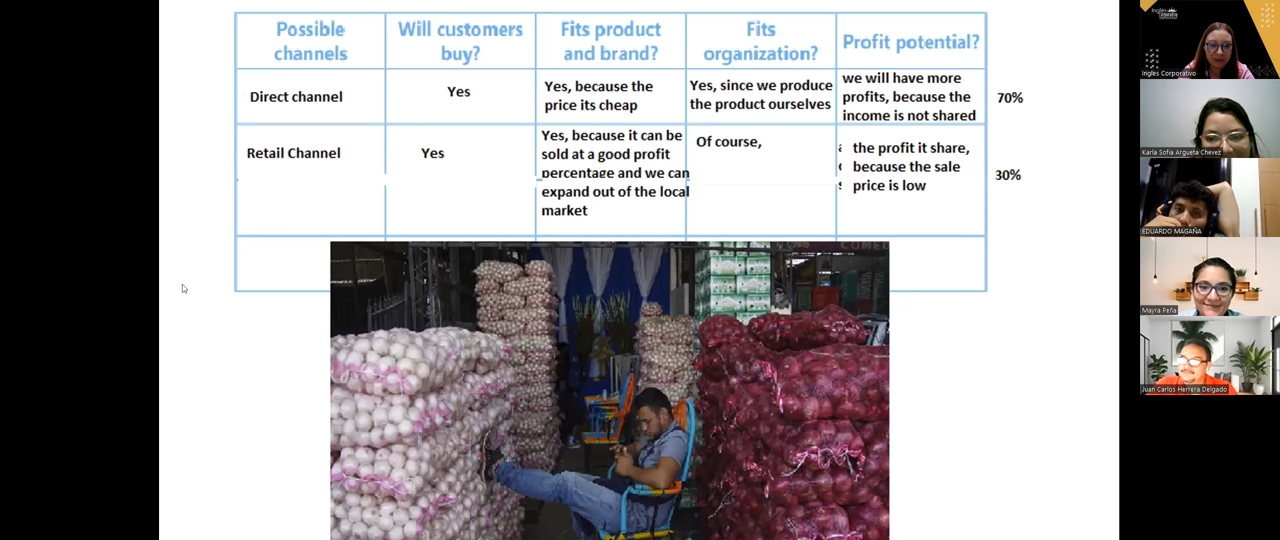 Possible channels
Will customers buy?
Fits product and brand?
Fits organization?
Profit potential?
Direct channel
Yes
Yes, because the
price its cheap
Yes, since we produce
the product ourselves
we will have more
profits, because the
income is not shared
70%
Retail Channel
Yes
Yes, because it can be
sold at a good profit
percentage and we can
expand out of the local
market
Of course,
the profit it share,
because the sale
price is low
30%
Inglés Corporativo
Ingles Corporativo
Karla Sofia Argueta Chevez
EDUARDO MAGAÑA
Mayra Peña
Juan Carlos Herrera Delgado